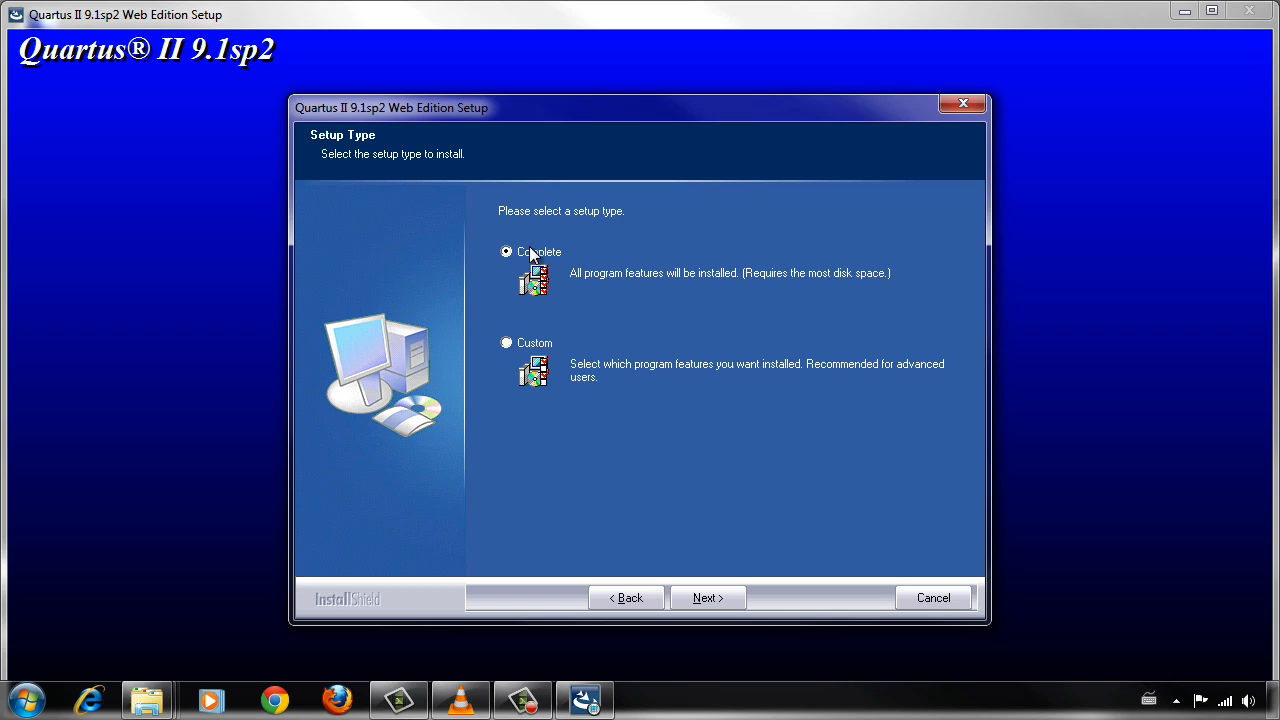 Quartus II 9.1sp2 Web Edition Setup
Quartus® II 9.1sp2
Quartus II 9.1sp2 Web Edition Setup
Setup Type
Select the setup type to install.
Please select a setup type.
Complete
All program features will be installed. (Requires the most disk space.)
Custom
Select which program features you want installed. Recommended for advanced
users.
InstallShield
< Back
Next >
Cancel